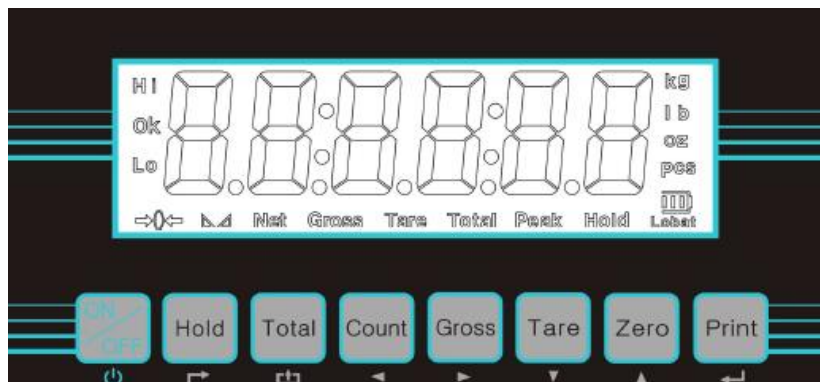 Hi
kg
Ok
lb
oz
Lo
pcs
Net Gross Tare Total Peak Hold Lobat
ON
OFF
Hold Total Count Gross Tare Zero Print